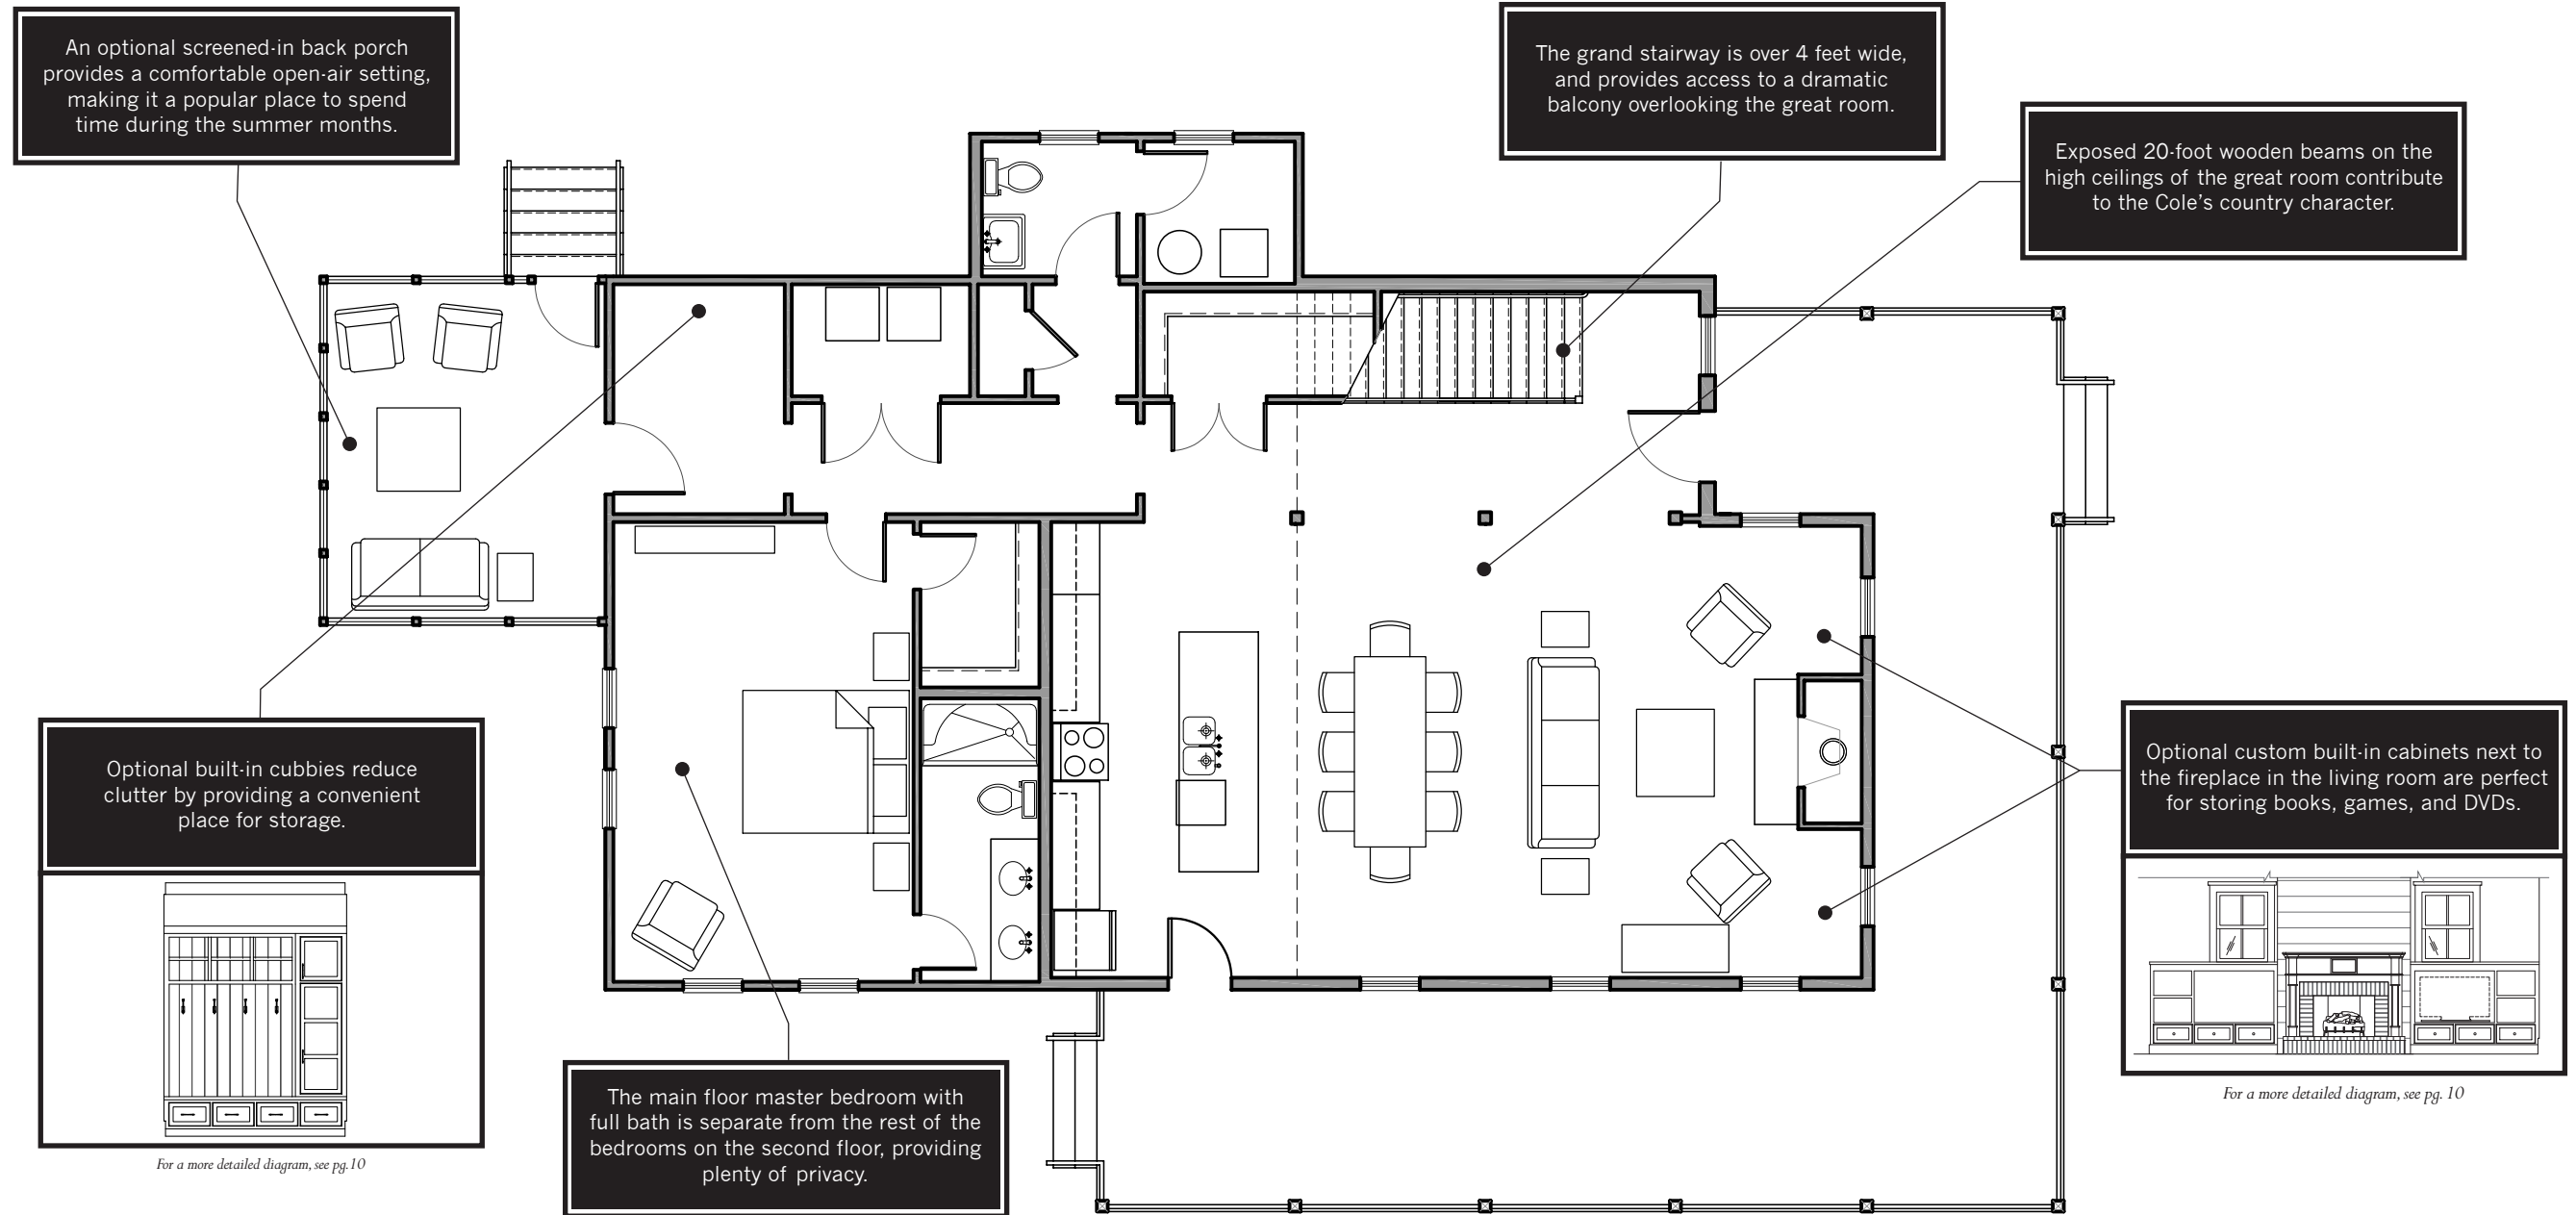 An optional screened-in back porch
provides a comfortable open-air setting,
making it a popular place to spend
time during the summer months.
The grand stairway is over 4 feet wide,
and provides access to a dramatic
balcony overlooking the great room.
Exposed 20-foot wooden beams on the
high ceilings of the great room contribute
to the Cole’s country character.
Optional built-in cubbies reduce
clutter by providing a convenient
place for storage.
For a more detailed diagram, see pg.10
The main floor master bedroom with
full bath is separate from the rest of the
bedrooms on the second floor, providing
plenty of privacy.
Optional custom built-in cabinets next to
the fireplace in the living room are perfect
for storing books, games, and DVDs.
For a more detailed diagram, see pg. 10